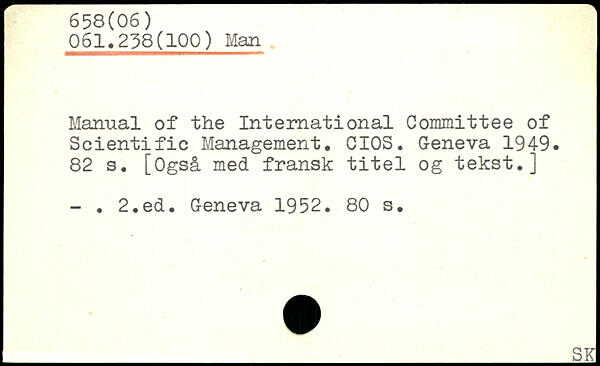 658(06)
061.238(100) Man
Manual of the International Committee of
Scientific Management. CIOS. Geneva 1949.
82 s. [Også med fransk titel og tekst.]
- . 2.ed. Geneva 1952. 80 s.
SK